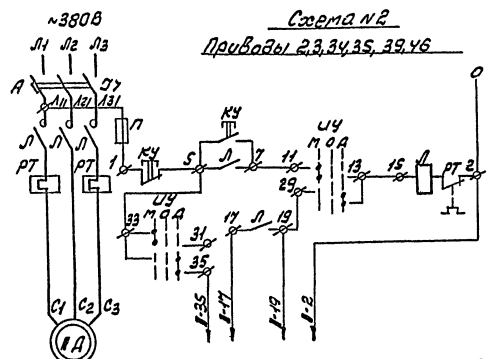 ~380В
Схема №2
Приводы 2,3,34,35, 39,46
Л1 Л2 Л3
О
А
Л11 Л21 Л31
П
КУ
Л Л Л
КУ
ИУ
1 5 Л 7 11 М О А 13 15 Л РТ 2
РТ РТ
29
ИУ
33 М О А 31 17 Л 19
35
II-35 II-17 II-19 II-2
С1 С2 С3
IIД